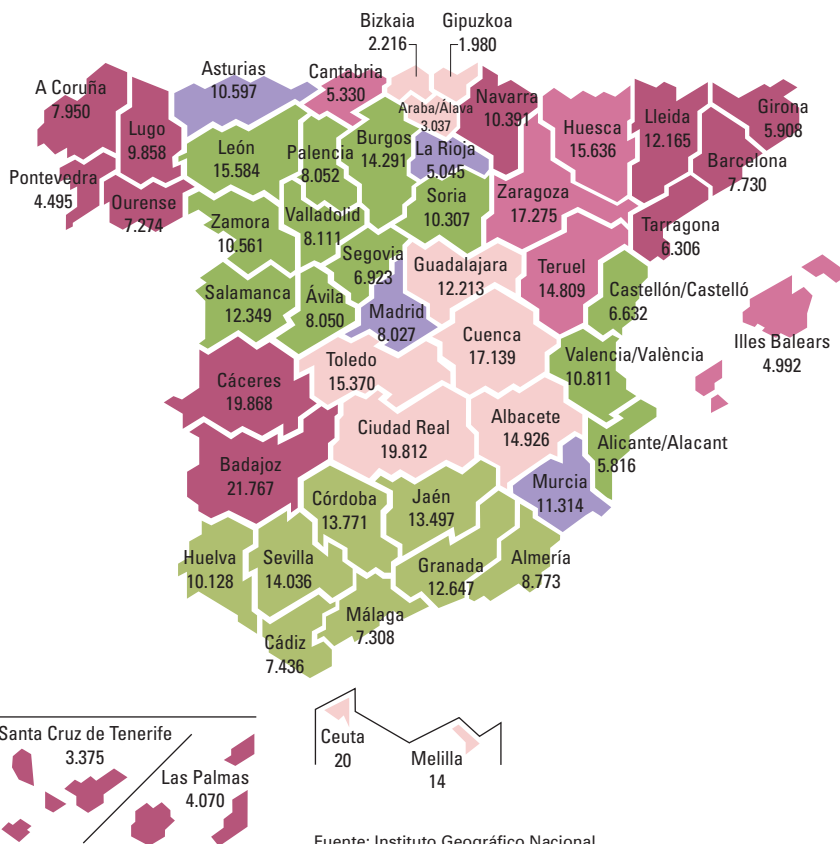 Bizkaia
2.216
Gipuzkoa
1.980
A Coruña
7.950
Asturias
10.597
Cantabria
5.330
Araba/Álava
3.037
Navarra
10.391
Huesca
15.636
Lleida
12.165
Girona
5.908
Lugo
9.858
León
15.584
Palencia
8.052
Burgos
14.291
La Rioja
5.045
Barcelona
7.730
Pontevedra
4.495
Ourense
7.274
Zamora
10.561
Valladolid
8.111
Soria
10.307
Zaragoza
17.275
Tarragona
6.306
Segovia
6.923
Guadalajara
12.213
Teruel
14.809
Castellón/Castelló
6.632
Salamanca
12.349
Ávila
8.050
Madrid
8.027
Illes Balears
4.992
Cuenca
17.139
Valencia/València
10.811
Toledo
15.370
Cáceres
19.868
Ciudad Real
19.812
Albacete
14.926
Alicante/Alacant
5.816
Badajoz
21.767
Murcia
11.314
Córdoba
13.771
Jaén
13.497
Huelva
10.128
Sevilla
14.036
Granada
12.647
Almería
8.773
Málaga
7.308
Cádiz
7.436
Santa Cruz de Tenerife
3.375
Las Palmas
4.070
Ceuta
20
Melilla
14
Fuente: Instituto Geográfico Nacional